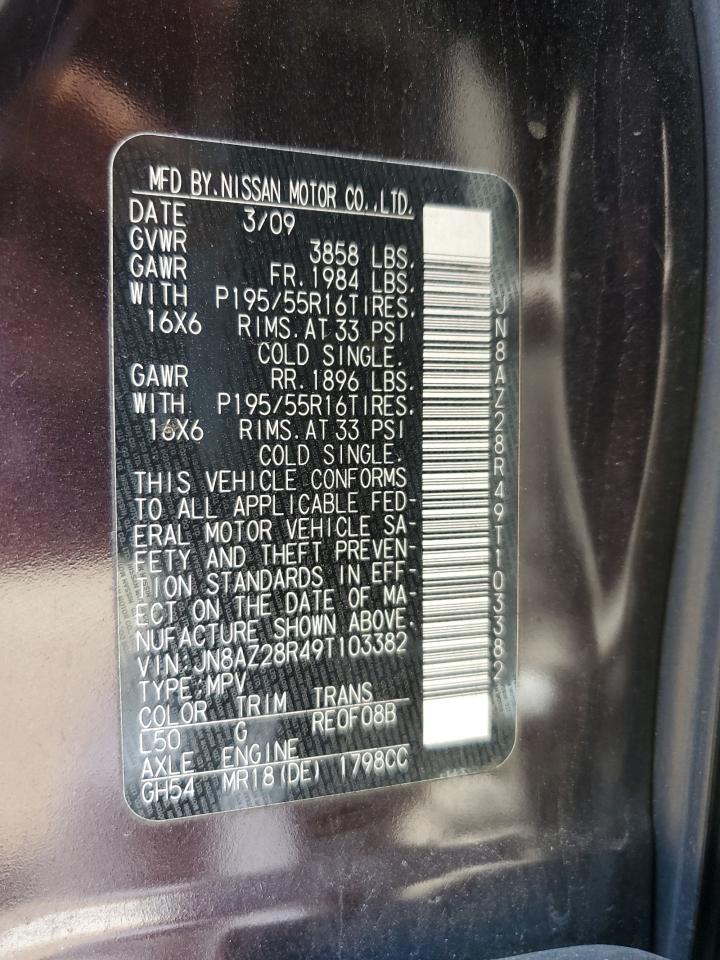 MFD BY.NISSAN MOTOR CO.,LTD.
DATE 3/09
GVWR 3858 LBS.
GAWR FR.1984 LBS.
WITH P195/55R16TIRES.
16X6 RIMS.AT 33 PSI
COLD SINGLE.
GAWR RR.1896 LBS.
WITH P195/55R16TIRES.
16X6 RIMS.AT 33 PSI
COLD SINGLE.
THIS VEHICLE CONFORMS
TO ALL APPLICABLE FED-
ERAL MOTOR VEHICLE SA-
FETY AND THEFT PREVEN-
TION STANDARDS IN EFF-
ECT ON THE DATE OF MA-
NUFACTURE SHOWN ABOVE.
VIN:JN8AZ28R49T103382
TYPE:MPV
COLOR TRIM TRANS
L50 G RE0F08B
AXLE ENGINE
GH54 MR18(DE) 1798CC
JN8AZ28R49T103382